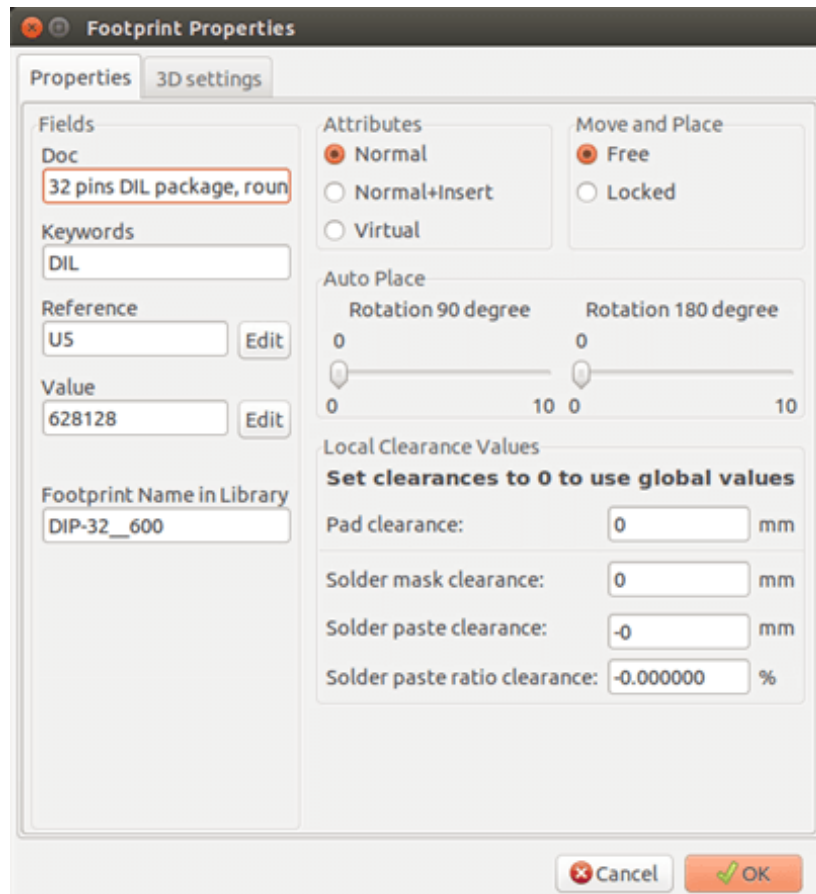 Footprint Properties
Properties
3D settings
Fields
Doc
32 pins DIL package, roun
Keywords
DIL
Reference
U5
Edit
Value
628128
Edit
Footprint Name in Library
DIP-32__600
Attributes
Normal
Normal+Insert
Virtual
Move and Place
Free
Locked
Auto Place
Rotation 90 degree
0
0
10
Rotation 180 degree
0
0
10
Local Clearance Values
Set clearances to 0 to use global values
Pad clearance:
0
mm
Solder mask clearance:
0
mm
Solder paste clearance:
-0
mm
Solder paste ratio clearance:
-0.000000
%
Cancel
OK